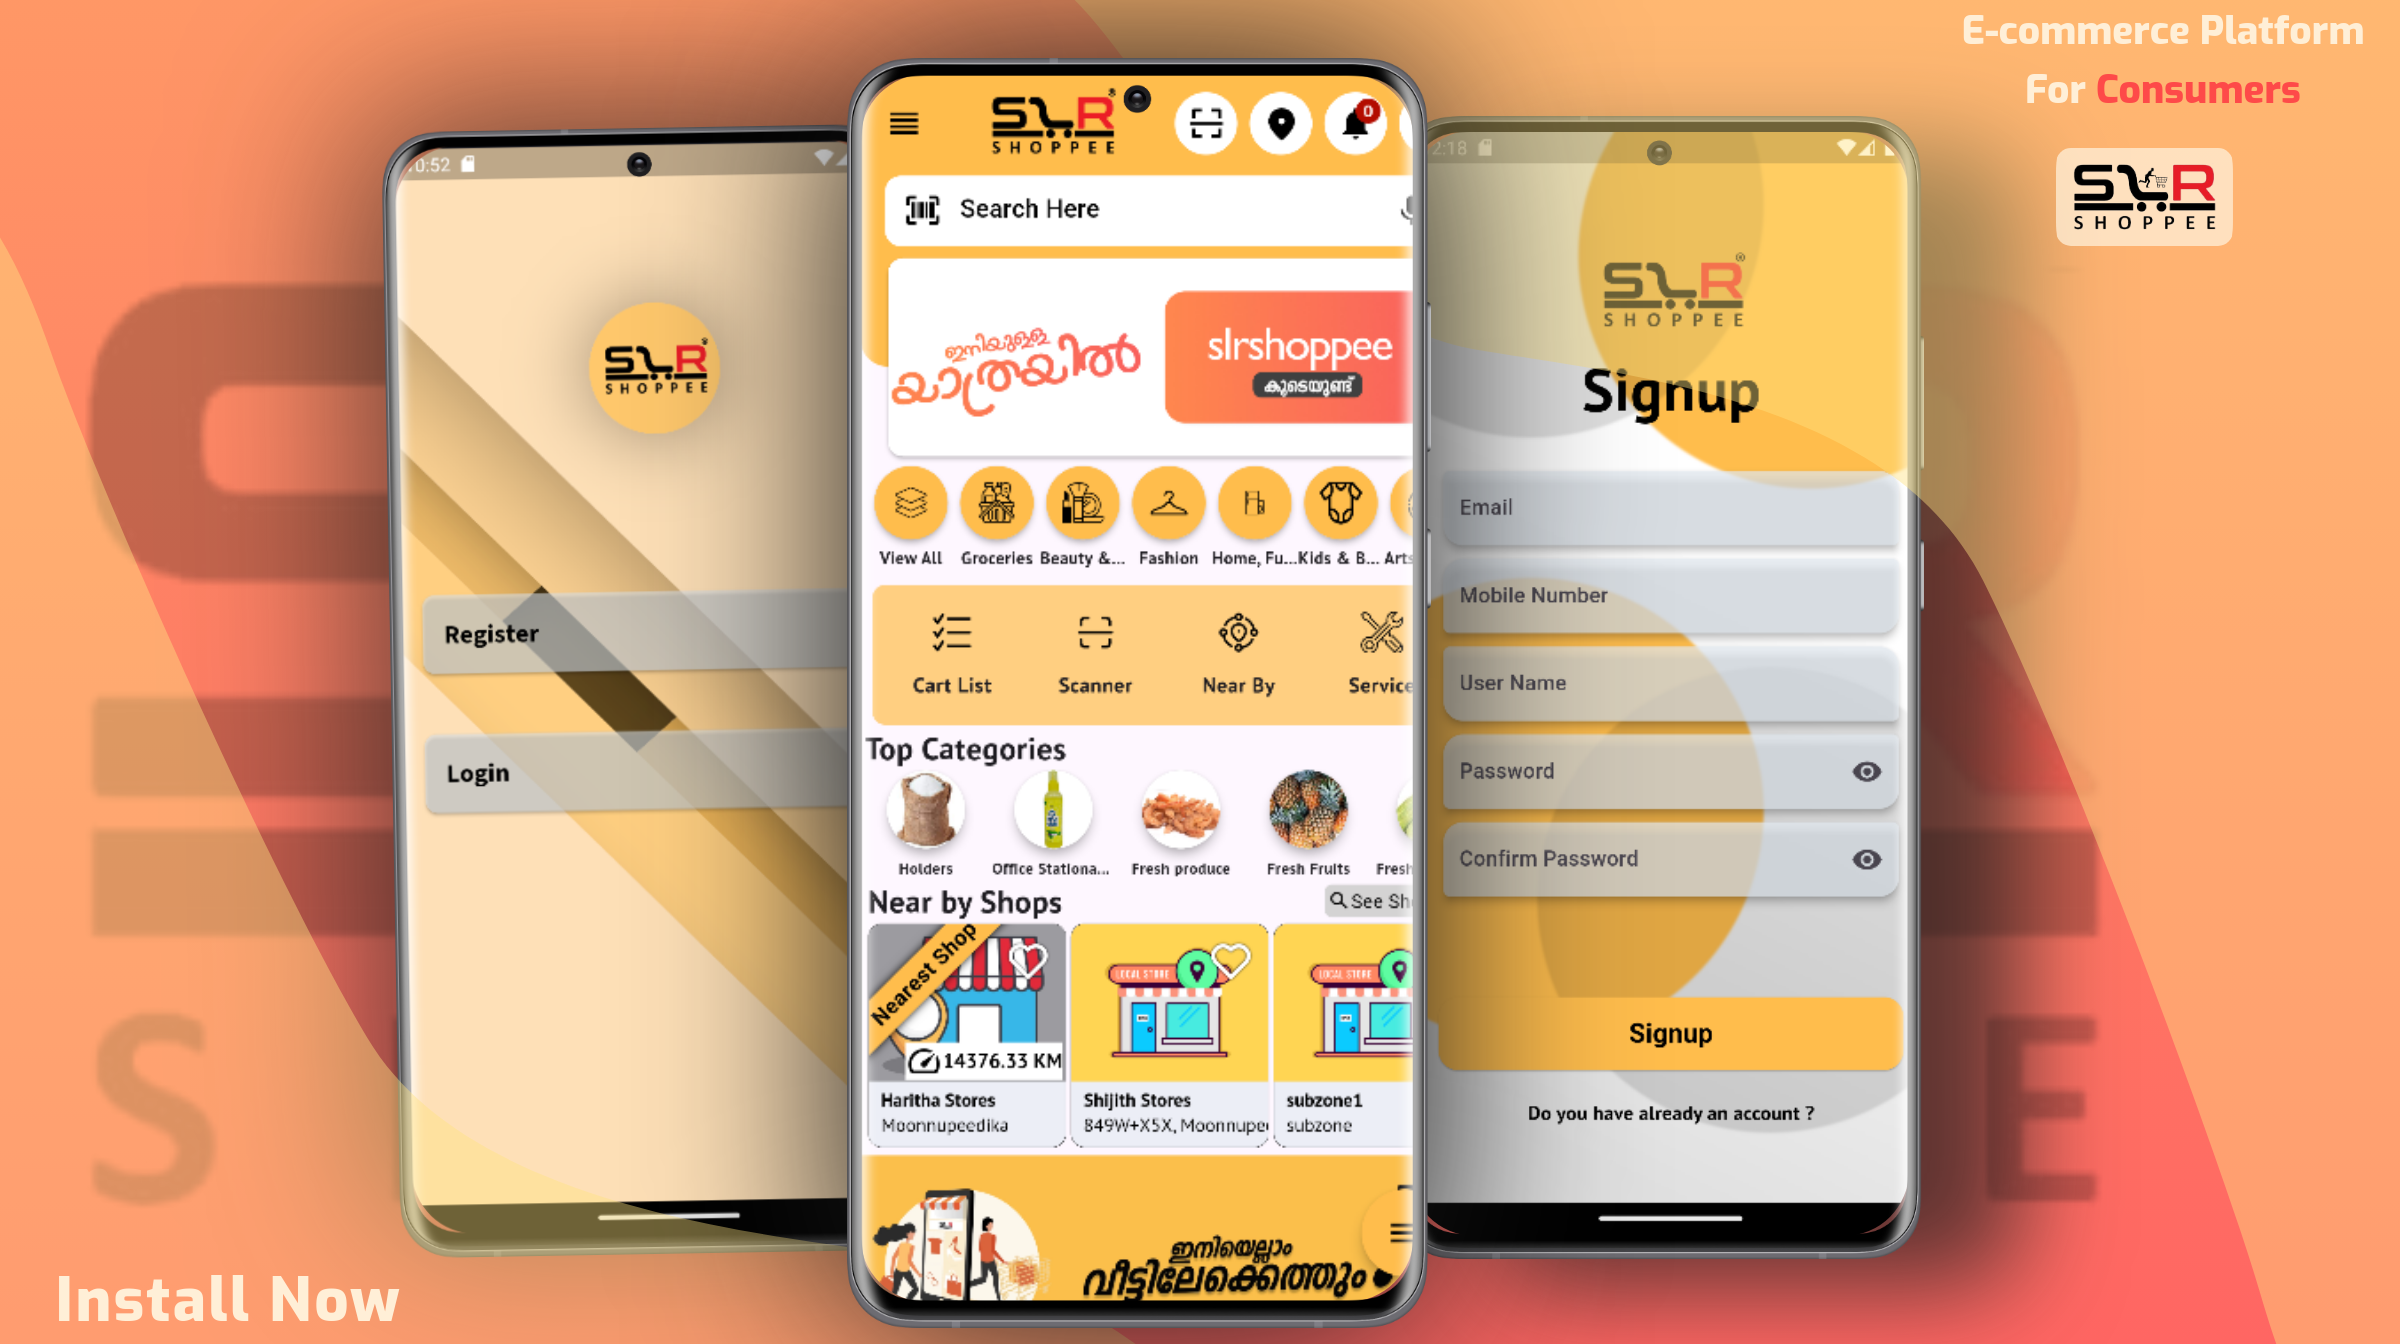 E-commerce Platform
For Consumers
SLR
SHOPPEE
0:52
SLR
SHOPPEE
Register
Login
SLR
SHOPPEE
0
Search Here
ഇനിയുള്ള
യാത്രയിൽ
slrshoppee
കൂടെയുണ്ട്
View All
Groceries
Beauty &...
Fashion
Home, Fu...
Kids & B...
Arts
Cart List
Scanner
Near By
Service
Top Categories
Holders
Office Stationa...
Fresh produce
Fresh Fruits
Fresh
Near by Shops
See Sh
Nearest Shop
14376.33 KM
Haritha Stores
Moonnupeedika
LOCAL STORE
Shijith Stores
849W+X5X, Moonnupe
LOCAL STORE
subzone1
subzone
ഇനിയെല്ലാം
വീട്ടിലേക്കെത്തും
2:18
SLR
SHOPPEE
Signup
Email
Mobile Number
User Name
Password
Confirm Password
Signup
Do you have already an account ?
Install Now